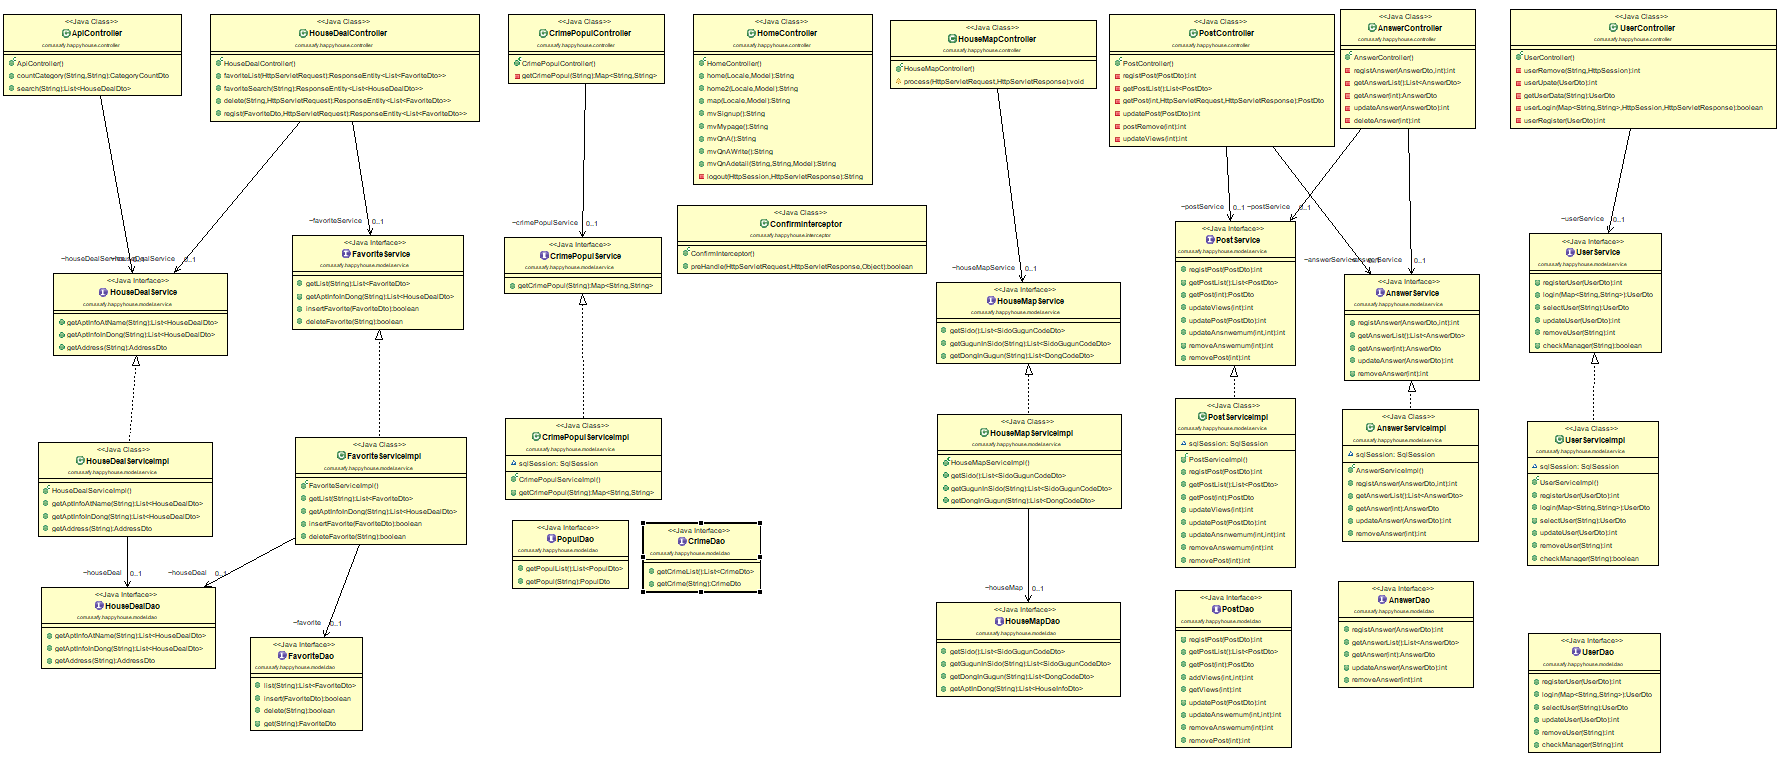 <<Java Class>>
ApiController
com.ssafy.happyhouse.controller
ApiController()
countCategory(String,String):CategoryCountDto
search(String):List<HouseDealDto>
<<Java Class>>
HouseDealController
com.ssafy.happyhouse.controller
HouseDealController()
favoriteList(HttpServletRequest):ResponseEntity<List<FavoriteDto>>
favoriteSearch(String):ResponseEntity<List<HouseDealDto>>
delete(String,HttpServletRequest):ResponseEntity<List<FavoriteDto>>
regist(FavoriteDto,HttpServletRequest):ResponseEntity<List<FavoriteDto>>
<<Java Class>>
CrimePopulController
com.ssafy.happyhouse.controller
CrimePopulController()
getCrimePopul(String):Map<String,String>
<<Java Class>>
HomeController
com.ssafy.happyhouse.controller
HomeController()
home(Locale,Model):String
home2(Locale,Model):String
map(Locale,Model):String
mvSignup():String
mvMypage():String
mvQnA():String
mvQnAWrite():String
mvQnAdetail(String,String,Model):String
logout(HttpSession,HttpServletResponse):String
<<Java Class>>
HouseMapController
com.ssafy.happyhouse.controller
HouseMapController()
process(HttpServletRequest,HttpServletResponse):void
<<Java Class>>
PostController
com.ssafy.happyhouse.controller
PostController()
registPost(PostDto):int
getPostList():List<PostDto>
getPost(int,HttpServletRequest,HttpServletResponse):PostDto
updatePost(PostDto):int
postRemove(int):int
updateViews(int):int
<<Java Class>>
AnswerController
com.ssafy.happyhouse.controller
AnswerController()
registAnswer(AnswerDto,int):int
getAnswerList():List<AnswerDto>
getAnswer(int):AnswerDto
updateAnswer(AnswerDto):int
deleteAnswer(int):int
<<Java Class>>
UserController
com.ssafy.happyhouse.controller
UserController()
userRemove(String,HttpSession):int
userUpate(UserDto):int
getUserData(String):UserDto
userLogin(Map<String,String>,HttpSession,HttpServletResponse):boolean
userRegister(UserDto):int
<<Java Class>>
ConfirmInterceptor
com.ssafy.happyhouse.interceptor
ConfirmInterceptor()
preHandle(HttpServletRequest,HttpServletResponse,Object):boolean
~favoriteService 0..1
~crimePopulService 0..1
~postService 0..1
~postService
0..1
~userService 0..1
~houseDealService
0..1
~houseMapService 0..1
~answerService
0..1
<<Java Interface>>
HouseDealService
com.ssafy.happyhouse.model.service
getAptInfoAtName(String):List<HouseDealDto>
getAptInfoInDong(String):List<HouseDealDto>
getAddress(String):AddressDto
<<Java Interface>>
FavoriteService
com.ssafy.happyhouse.model.service
getList(String):List<FavoriteDto>
getAptInfoInDong(String):List<HouseDealDto>
insertFavorite(FavoriteDto):boolean
deleteFavorite(String):boolean
<<Java Interface>>
CrimePopulService
com.ssafy.happyhouse.model.service
getCrimePopul(String):Map<String,String>
<<Java Interface>>
HouseMapService
com.ssafy.happyhouse.model.service
getSido():List<SidoGugunCodeDto>
getGugunInSido(String):List<SidoGugunCodeDto>
getDongInGugun(String):List<DongCodeDto>
<<Java Interface>>
PostService
com.ssafy.happyhouse.model.service
registPost(PostDto):int
getPostList():List<PostDto>
getPost(int):PostDto
updateViews(int):int
updatePost(PostDto):int
updateAnsnwemum(int,int):int
removeAnswemum(int):int
removePost(int):int
<<Java Interface>>
AnswerService
com.ssafy.happyhouse.model.service
registAnswer(AnswerDto,int):int
getAnswerList():List<AnswerDto>
getAnswer(int):AnswerDto
updateAnswer(AnswerDto):int
removeAnswer(int):int
<<Java Interface>>
UserService
com.ssafy.happyhouse.model.service
registerUser(UserDto):int
login(Map<String,String>):UserDto
selectUser(String):UserDto
updateUser(UserDto):int
removeUser(String):int
checkManager(String):boolean
<<Java Class>>
HouseDealServiceImpl
com.ssafy.happyhouse.model.service
HouseDealServiceImpl()
getAptInfoAtName(String):List<HouseDealDto>
getAptInfoInDong(String):List<HouseDealDto>
getAddress(String):AddressDto
<<Java Class>>
FavoriteServiceImpl
com.ssafy.happyhouse.model.service
FavoriteServiceImpl()
getList(String):List<FavoriteDto>
getAptInfoInDong(String):List<HouseDealDto>
insertFavorite(FavoriteDto):boolean
deleteFavorite(String):boolean
<<Java Class>>
CrimePopulServiceImpl
com.ssafy.happyhouse.model.service
sqlSession: SqlSession
CrimePopulServiceImpl()
getCrimePopul(String):Map<String,String>
<<Java Class>>
HouseMapServiceImpl
com.ssafy.happyhouse.model.service
HouseMapServiceImpl()
getSido():List<SidoGugunCodeDto>
getGugunInSido(String):List<SidoGugunCodeDto>
getDongInGugun(String):List<DongCodeDto>
<<Java Class>>
PostServiceImpl
com.ssafy.happyhouse.model.service
sqlSession: SqlSession
PostServiceImpl()
registPost(PostDto):int
getPostList():List<PostDto>
getPost(int):PostDto
updateViews(int):int
updatePost(PostDto):int
updateAnsnwemum(int,int):int
removeAnswemum(int):int
removePost(int):int
<<Java Class>>
AnswerServiceImpl
com.ssafy.happyhouse.model.service
sqlSession: SqlSession
AnswerServiceImpl()
registAnswer(AnswerDto,int):int
getAnswerList():List<AnswerDto>
getAnswer(int):AnswerDto
updateAnswer(AnswerDto):int
removeAnswer(int):int
<<Java Class>>
UserServiceImpl
com.ssafy.happyhouse.model.service
sqlSession: SqlSession
UserServiceImpl()
registerUser(UserDto):int
login(Map<String,String>):UserDto
selectUser(String):UserDto
updateUser(UserDto):int
removeUser(String):int
checkManager(String):boolean
~houseDeal 0..1
~houseDeal 0..1
~favorite 0..1
~houseMap 0..1
<<Java Interface>>
PopulDao
com.ssafy.happyhouse.model.dao
getPopulList():List<PopulDto>
getPopul(String):PopulDto
<<Java Interface>>
CrimeDao
com.ssafy.happyhouse.model.dao
getCrimeList():List<CrimeDto>
getCrime(String):CrimeDto
<<Java Interface>>
HouseDealDao
com.ssafy.happyhouse.model.dao
getAptInfoAtName(String):List<HouseDealDto>
getAptInfoInDong(String):List<HouseDealDto>
getAddress(String):AddressDto
<<Java Interface>>
FavoriteDao
com.ssafy.happyhouse.model.dao
list(String):List<FavoriteDto>
insert(FavoriteDto):boolean
delete(String):boolean
get(String):FavoriteDto
<<Java Interface>>
HouseMapDao
com.ssafy.happyhouse.model.dao
getSido():List<SidoGugunCodeDto>
getGugunInSido(String):List<SidoGugunCodeDto>
getDongInGugun(String):List<DongCodeDto>
getAptInDong(String):List<HouseInfoDto>
<<Java Interface>>
PostDao
com.ssafy.happyhouse.model.dao
registPost(PostDto):int
getPostList():List<PostDto>
getPost(int):PostDto
addViews(int,int):int
getViews(int):int
updatePost(PostDto):int
updateAnswemum(int,int):int
removeAnswemum(int):int
removePost(int):int
<<Java Interface>>
AnswerDao
com.ssafy.happyhouse.model.dao
registAnswer(AnswerDto):int
getAnswerList():List<AnswerDto>
getAnswer(int):AnswerDto
updateAnswer(AnswerDto):int
removeAnswer(int):int
<<Java Interface>>
UserDao
com.ssafy.happyhouse.model.dao
registerUser(UserDto):int
login(Map<String,String>):UserDto
selectUser(String):UserDto
updateUser(UserDto):int
removeUser(String):int
checkManager(String):int